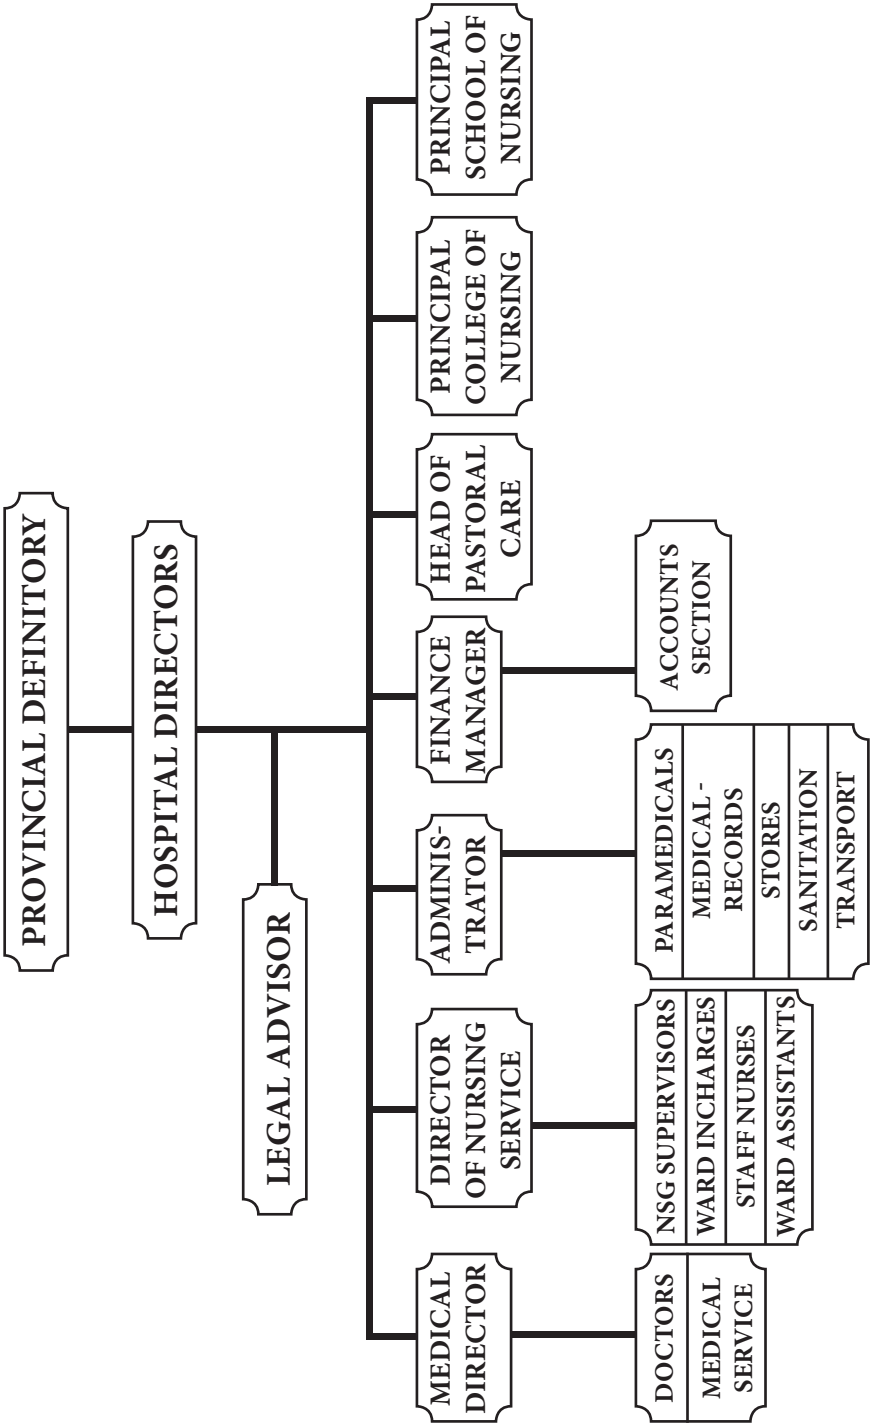 PROVINCIAL DEFINITORY
HOSPITAL DIRECTORS
LEGAL ADVISOR
MEDICAL
DIRECTOR
DIRECTOR
OF NURSING
SERVICE
ADMINIS-
TRATOR
FINANCE
MANAGER
HEAD OF
PASTORAL
CARE
PRINCIPAL
COLLEGE OF
NURSING
PRINCIPAL
SCHOOL OF
NURSING
DOCTORS
MEDICAL
SERVICE
NSG SUPERVISORS
WARD INCHARGES
STAFF NURSES
WARD ASSISTANTS
PARAMEDICALS
MEDICAL -
RECORDS
STORES
SANITATION
TRANSPORT
ACCOUNTS
SECTION